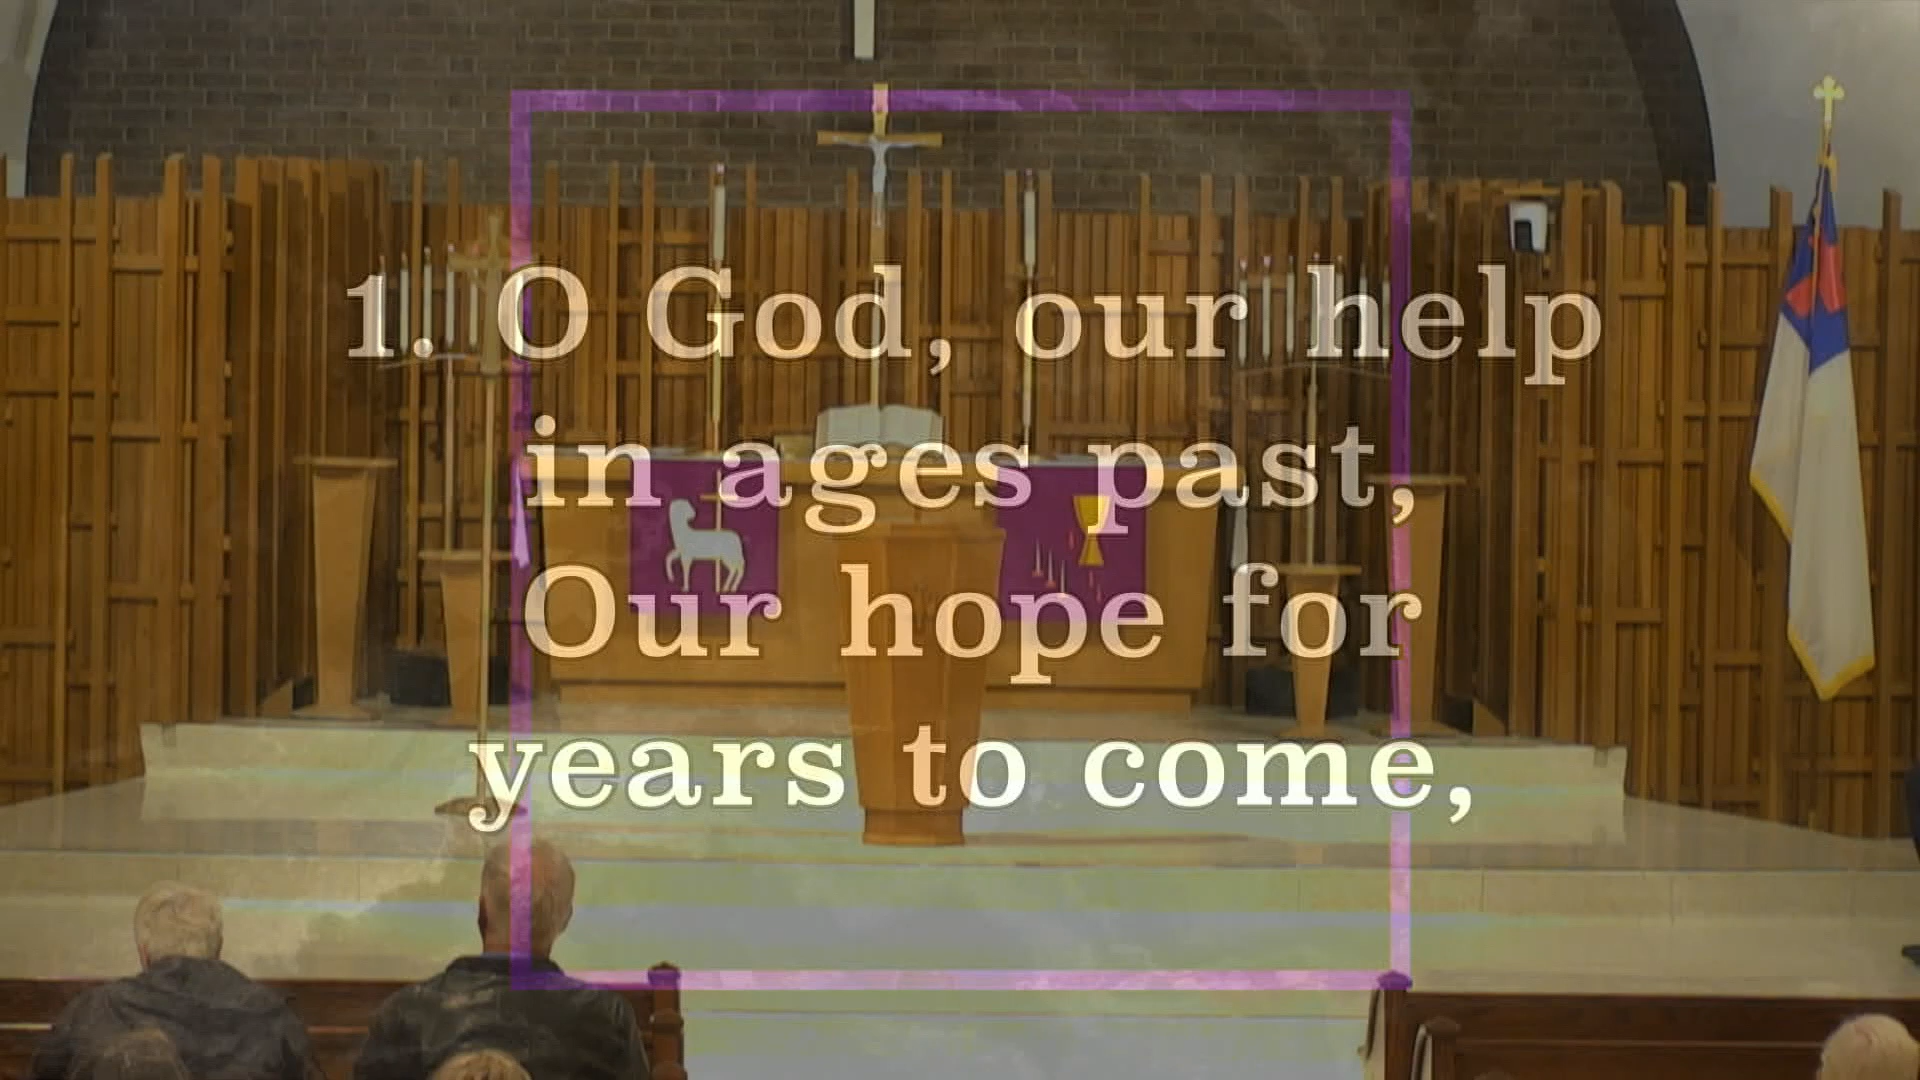 1. O God, our help
in ages past,
Our hope for
years to come,